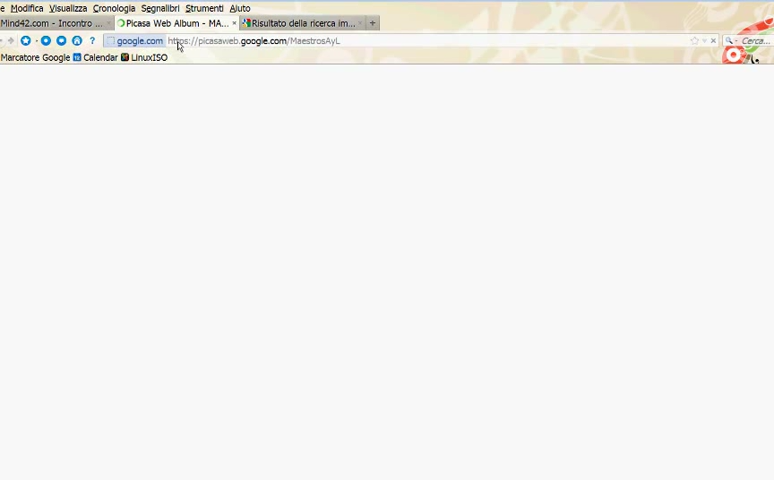 e Modifica Visualizza Cronologia Segnalibri Strumenti Aiuto
Mind42.com - Incontro ... Picasa Web Album - MA... Risultato della ricerca im...
google.com https://picasaweb.google.com/MaestrosAyL Cerca...
Marcatore Google Calendar LinuxISO